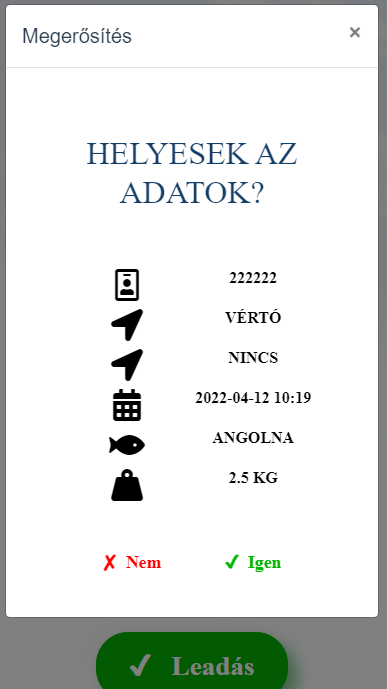 Megerősítés ×
HELYESEK AZ
ADATOK?
222222
VÉRTÓ
NINCS
2022-04-12 10:19
ANGOLNA
2.5 KG
✗ Nem ✔ Igen
✔ Leadás